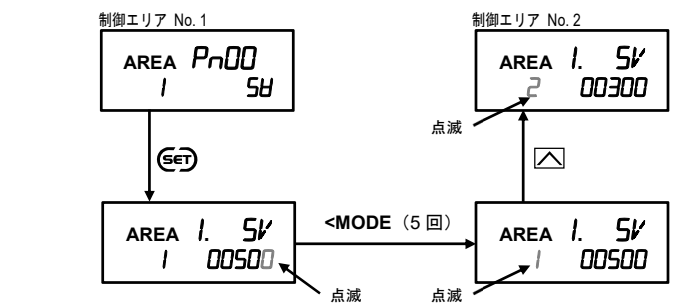 制御エリア No. 1
AREA Pn00
1 SV
SET
AREA 1. SV
1 00500
点滅
<MODE（5 回）
制御エリア No. 2
AREA 1. SV
2 00300
点滅
AREA 1. SV
1 00500
点滅